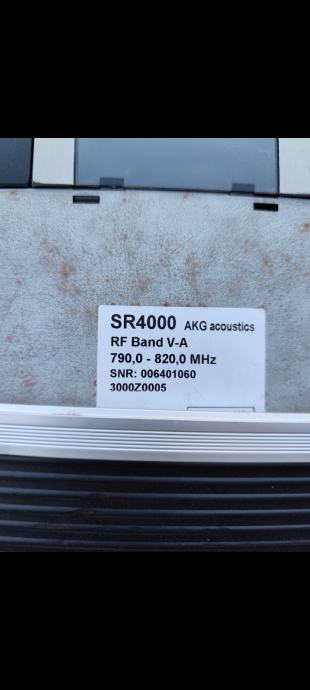 SR4000 AKG acoustics
RF Band V-A
790,0 - 820,0 MHz
SNR: 006401060
3000Z0005